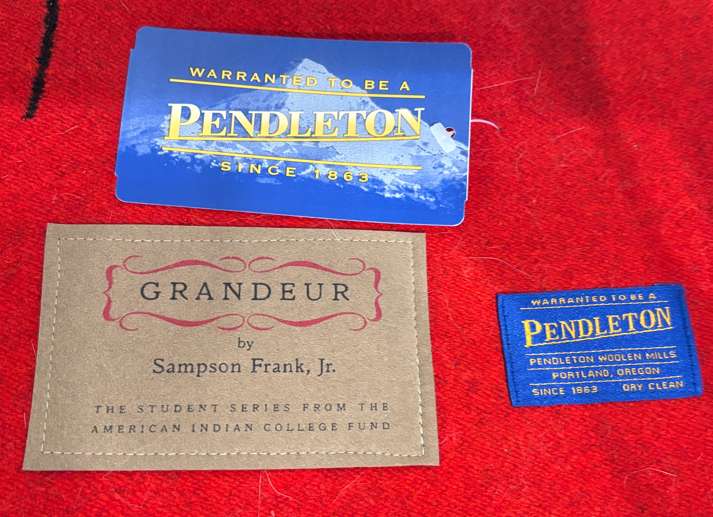 WARRANTED TO BE A
PENDLETON
SINCE 1863
GRANDEUR
by
Sampson Frank, Jr.
THE STUDENT SERIES FROM THE
AMERICAN INDIAN COLLEGE FUND
WARRANTED TO BE A
PENDLETON
PENDLETON WOOLEN MILLS
PORTLAND, OREGON
SINCE 1863 DRY CLEAN